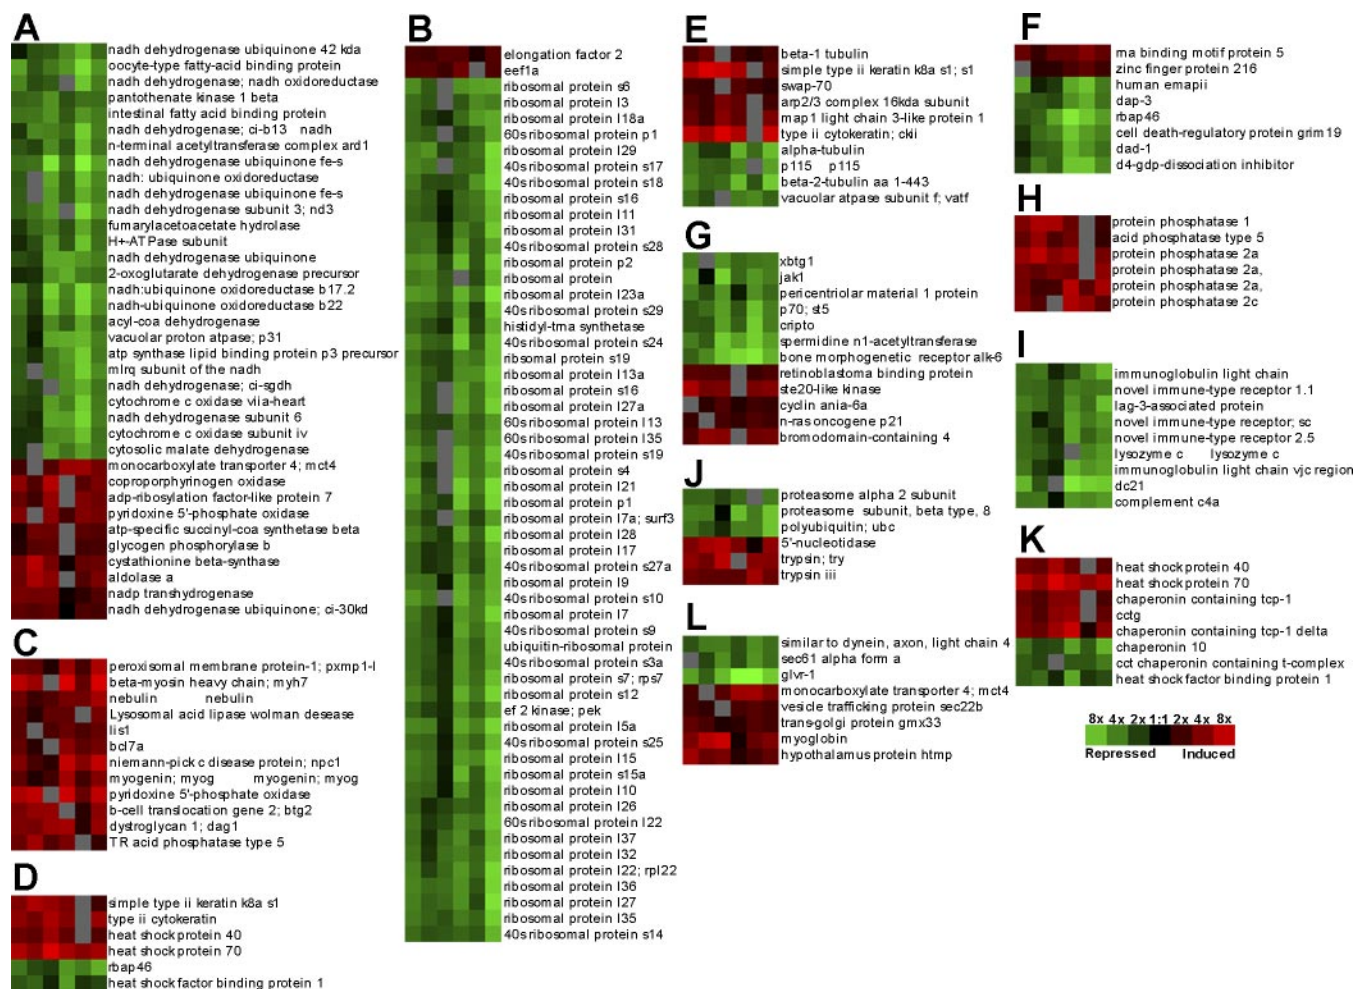 A
nadh dehydrogenase ubiquinone 42 kda
oocyte-type fatty-acid binding protein
nadh dehydrogenase; nadh oxidoreductase
pantothenate kinase 1 beta
intestinal fatty acid binding protein
nadh dehydrogenase; ci-b13 nadh
n-terminal acetyltransferase complex ard1
nadh dehydrogenase ubiquinone fe-s
nadh: ubiquinone oxidoreductase
nadh dehydrogenase ubiquinone fe-s
nadh dehydrogenase subunit 3; nd3
fumarylacetoacetate hydrolase
H+-ATPase subunit
nadh dehydrogenase ubiquinone
2-oxoglutarate dehydrogenase precursor
nadh:ubiquinone oxidoreductase b17.2
nadh-ubiquinone oxidoreductase b22
acyl-coa dehydrogenase
vacuolar proton atpase; p31
atp synthase lipid binding protein p3 precursor
mlrq subunit of the nadh
nadh dehydrogenase; ci-sgdh
cytochrome c oxidase viia-heart
nadh dehydrogenase subunit 6
cytochrome c oxidase subunit iv
cytosolic malate dehydrogenase
monocarboxylate transporter 4; mct4
coproporphyrinogen oxidase
adp-ribosylation factor-like protein 7
pyridoxine 5'-phosphate oxidase
atp-specific succinyl-coa synthetase beta
glycogen phosphorylase b
cystathionine beta-synthase
aldolase a
nadp transhydrogenase
nadh dehydrogenase ubiquinone; ci-30kd
C
peroxisomal membrane protein-1; pxmp1-l
beta-myosin heavy chain; myh7
nebulin nebulin
Lysosomal acid lipase wolman desease
lis1
bcl7a
niemann-pick c disease protein; npc1
myogenin; myog myogenin; myog
pyridoxine 5'-phosphate oxidase
b-cell translocation gene 2; btg2
dystroglycan 1; dag1
TR acid phosphatase type 5
D
simple type ii keratin k8a s1
type ii cytokeratin
heat shock protein 40
heat shock protein 70
rbap46
heat shock factor binding protein 1
B
elongation factor 2
eef1a
ribosomal protein s6
ribosomal protein l3
ribosomal protein l18a
60s ribosomal protein p1
ribosomal protein l29
40s ribosomal protein s17
40s ribosomal protein s18
ribosomal protein s16
ribosomal protein l11
ribosomal protein l31
40s ribosomal protein s28
ribosomal protein p2
ribosomal protein
ribosomal protein l23a
40s ribosomal protein s29
histidyl-trna synthetase
40s ribosomal protein s24
ribsomal protein s19
ribosomal protein l13a
ribosomal protein s16
ribosomal protein l27a
60s ribosomal protein l13
60s ribosomal protein l35
40s ribosomal protein s19
ribosomal protein s4
ribosomal protein l21
ribosomal protein p1
ribosomal protein l7a; surf3
ribosomal protein l28
ribosomal protein l17
40s ribosomal protein s27a
ribosomal protein l9
40s ribosomal protein s10
ribosomal protein l7
40s ribosomal protein s9
ubiquitin-ribosomal protein
40s ribosomal protein s3a
ribosomal protein s7; rps7
ribosomal protein s12
ef 2 kinase; pek
ribosomal protein l5a
40s ribosomal protein s25
ribosomal protein l15
ribosomal protein s15a
ribosomal protein l10
ribosomal protein l26
60s ribosomal protein l22
ribosomal protein l37
ribosomal protein l32
ribosomal protein l22; rpl22
ribosomal protein l36
ribosomal protein l27
ribosomal protein l35
40s ribosomal protein s14
E
beta-1 tubulin
simple type ii keratin k8a s1; s1
swap-70
arp2/3 complex 16kda subunit
map1 light chain 3-like protein 1
type ii cytokeratin; ckii
alpha-tubulin
p115 p115
beta-2-tubulin aa 1-443
vacuolar atpase subunit f; vatf
G
xbtg1
jak1
pericentriolar material 1 protein
p70; st5
cripto
spermidine n1-acetyltransferase
bone morphogenetic receptor alk-6
retinoblastoma binding protein
ste20-like kinase
cyclin ania-6a
n-ras oncogene p21
bromodomain-containing 4
J
proteasome alpha 2 subunit
proteasome subunit, beta type, 8
polyubiquitin; ubc
5'-nucleotidase
trypsin; try
trypsin iii
L
similar to dynein, axon, light chain 4
sec61 alpha form a
glvr-1
monocarboxylate transporter 4; mct4
vesicle trafficking protein sec22b
trans-golgi protein gmx33
myoglobin
hypothalamus protein htmp
F
rna binding motif protein 5
zinc finger protein 216
human emapii
dap-3
rbap46
cell death-regulatory protein grim19
dad-1
d4-gdp-dissociation inhibitor
H
protein phosphatase 1
acid phosphatase type 5
protein phosphatase 2a
protein phosphatase 2a,
protein phosphatase 2a,
protein phosphatase 2c
I
immunoglobulin light chain
novel immune-type receptor 1.1
lag-3-associated protein
novel immune-type receptor; sc
novel immune-type receptor 2.5
lysozyme c lysozyme c
immunoglobulin light chain vjc region
dc21
complement c4a
K
heat shock protein 40
heat shock protein 70
chaperonin containing tcp-1
cctg
chaperonin containing tcp-1 delta
chaperonin 10
cct chaperonin containing t-complex
heat shock factor binding protein 1
8x 4x 2x 1:1 2x 4x 8x
Repressed Induced